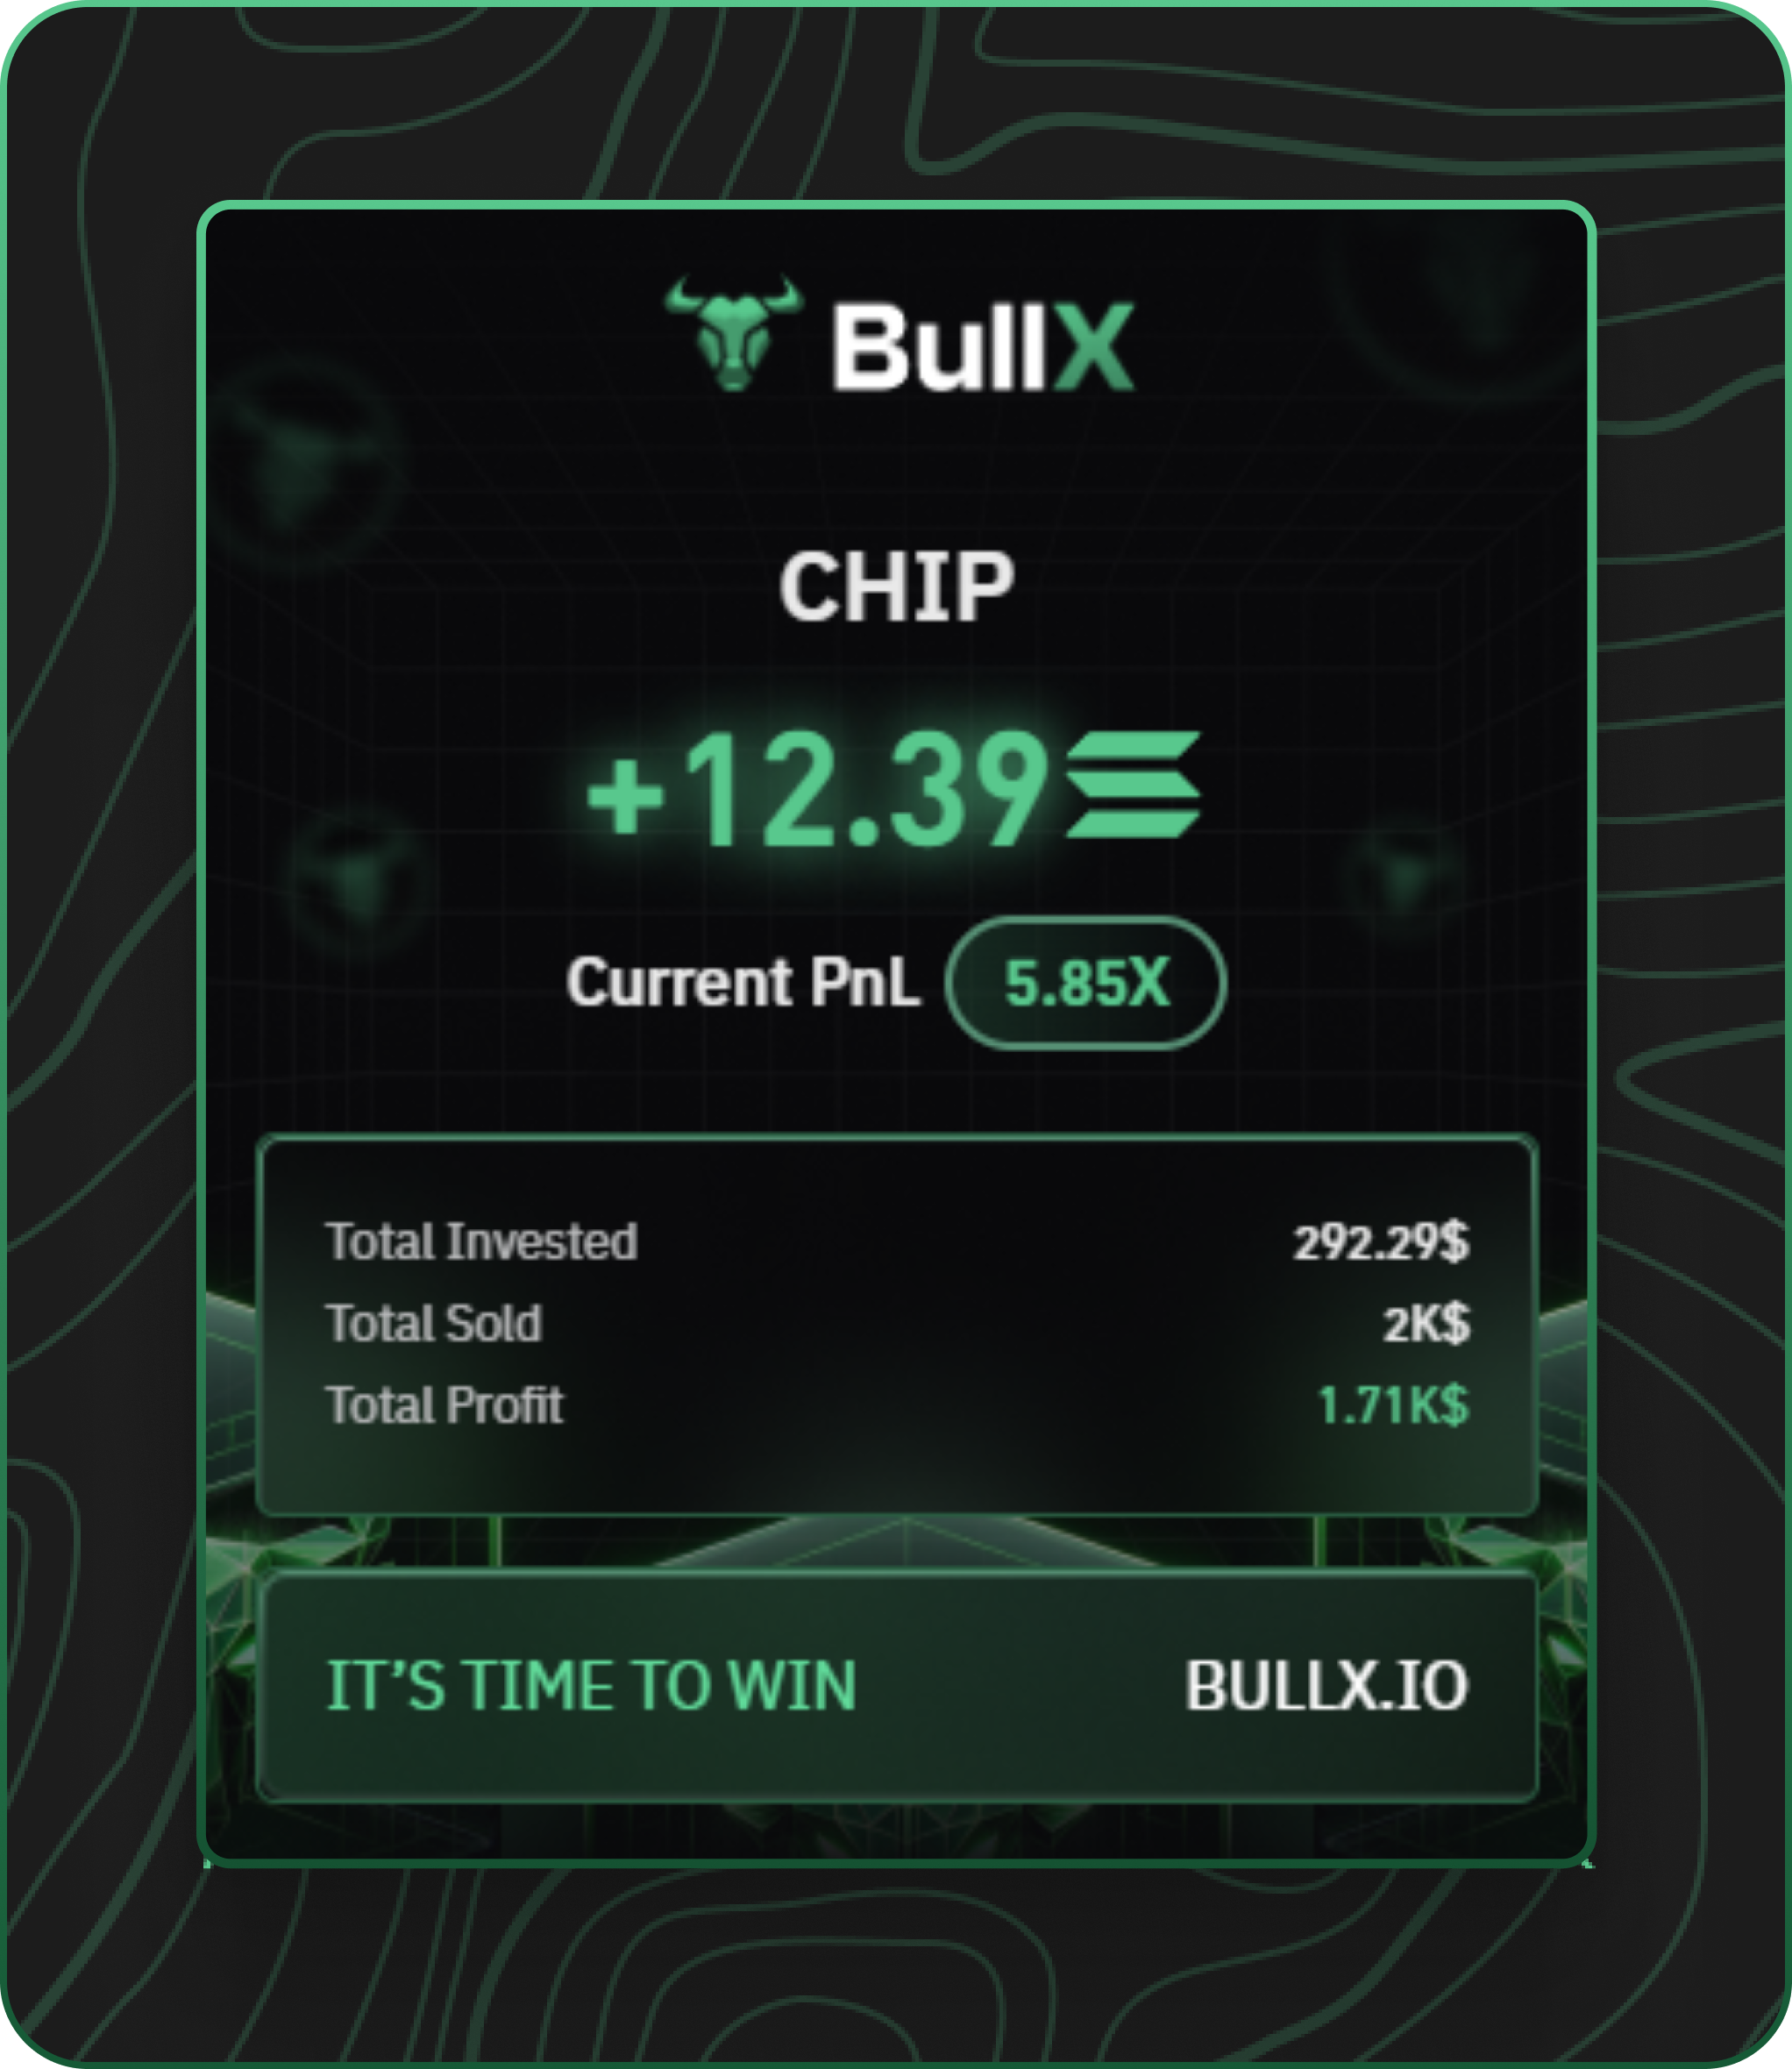 BullX
CHIP
+12.39
Current PnL 5.85X
Total Invested 292.29$
Total Sold 2K$
Total Profit 1.71K$
IT’S TIME TO WIN BULLX.IO